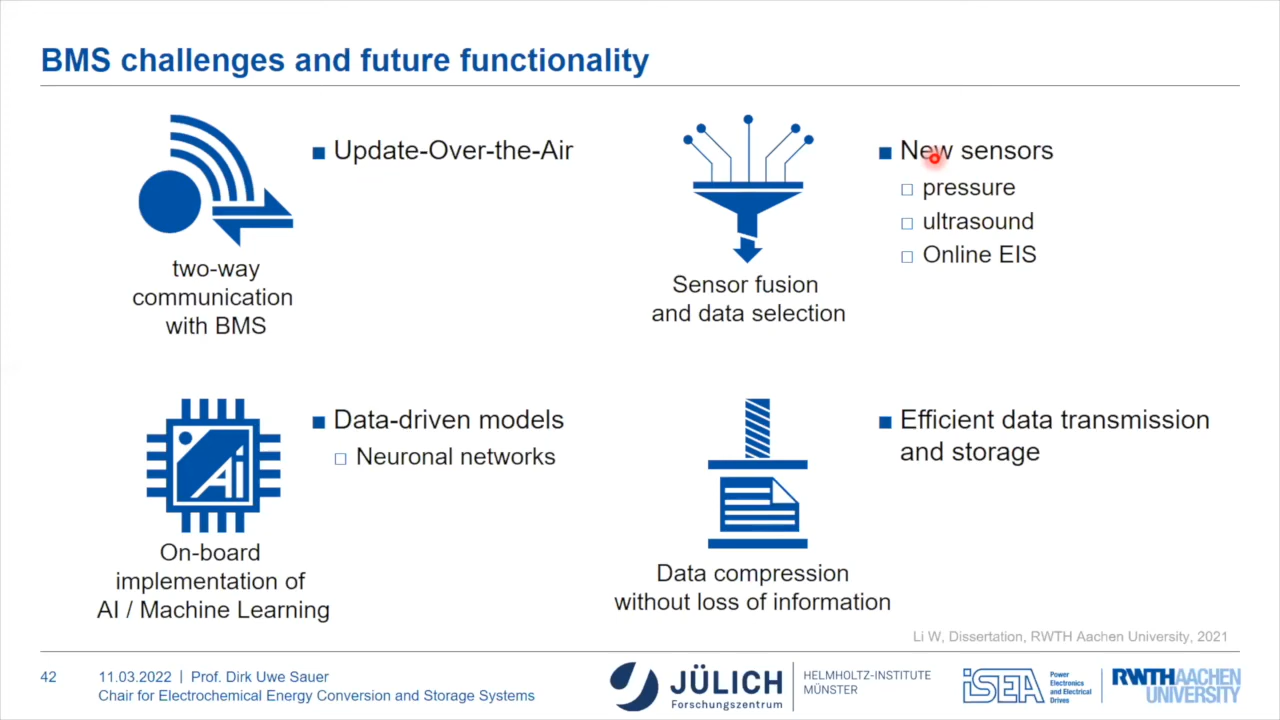 BMS challenges and future functionality
Update-Over-the-Air
two-way
communication
with BMS
New sensors
pressure
ultrasound
Online EIS
Sensor fusion
and data selection
Data-driven models
Neuronal networks
Ai
On-board
implementation of
AI / Machine Learning
Efficient data transmission
and storage
Data compression
without loss of information
Li W, Dissertation, RWTH Aachen University, 2021
42
11.03.2022 | Prof. Dirk Uwe Sauer
Chair for Electrochemical Energy Conversion and Storage Systems
JÜLICH
Forschungszentrum
HELMHOLTZ-INSTITUTE
MÜNSTER
iSEA
Power
Electronics
and Electrical
Drives
RWTHAACHEN
UNIVERSITY